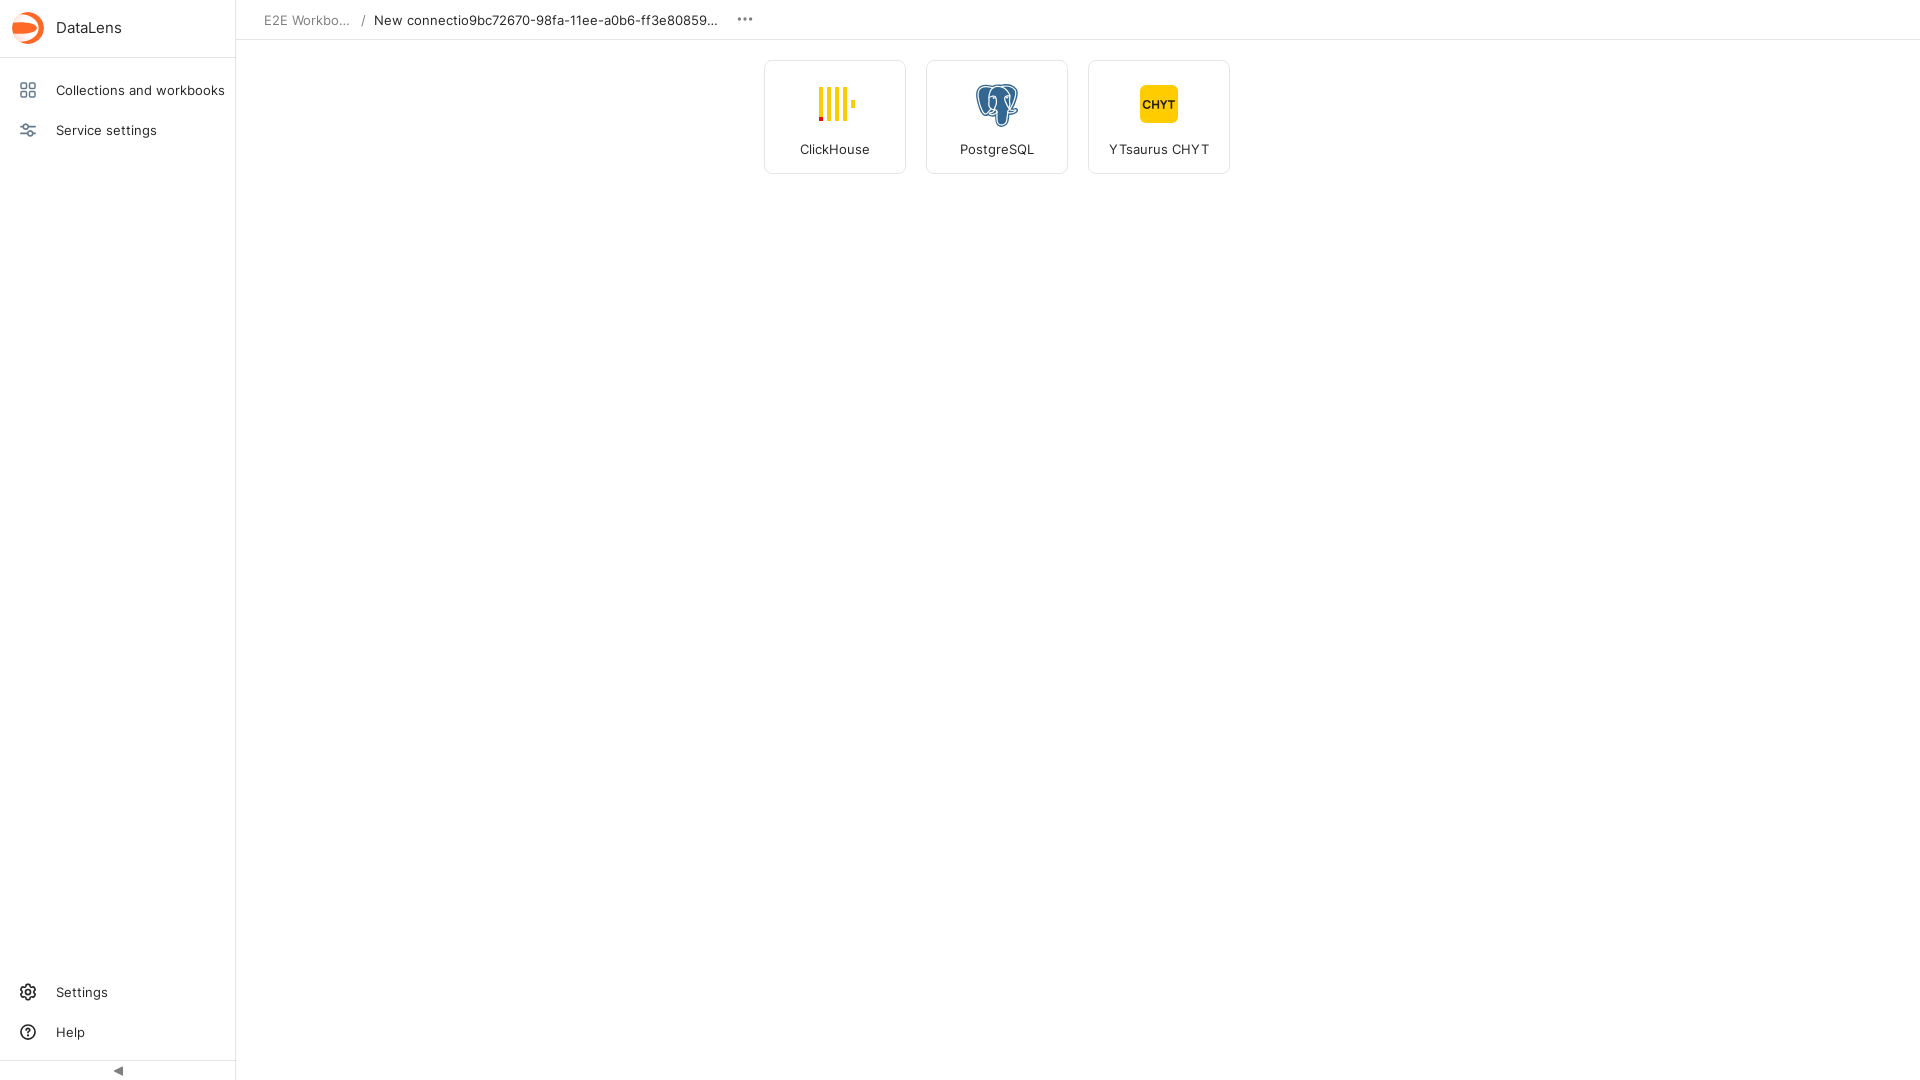 DataLens
E2E Workbo… / New connectio9bc72670-98fa-11ee-a0b6-ff3e80859…
Collections and workbooks
Service settings
ClickHouse
PostgreSQL
CHYT
YTsaurus CHYT
Settings
Help